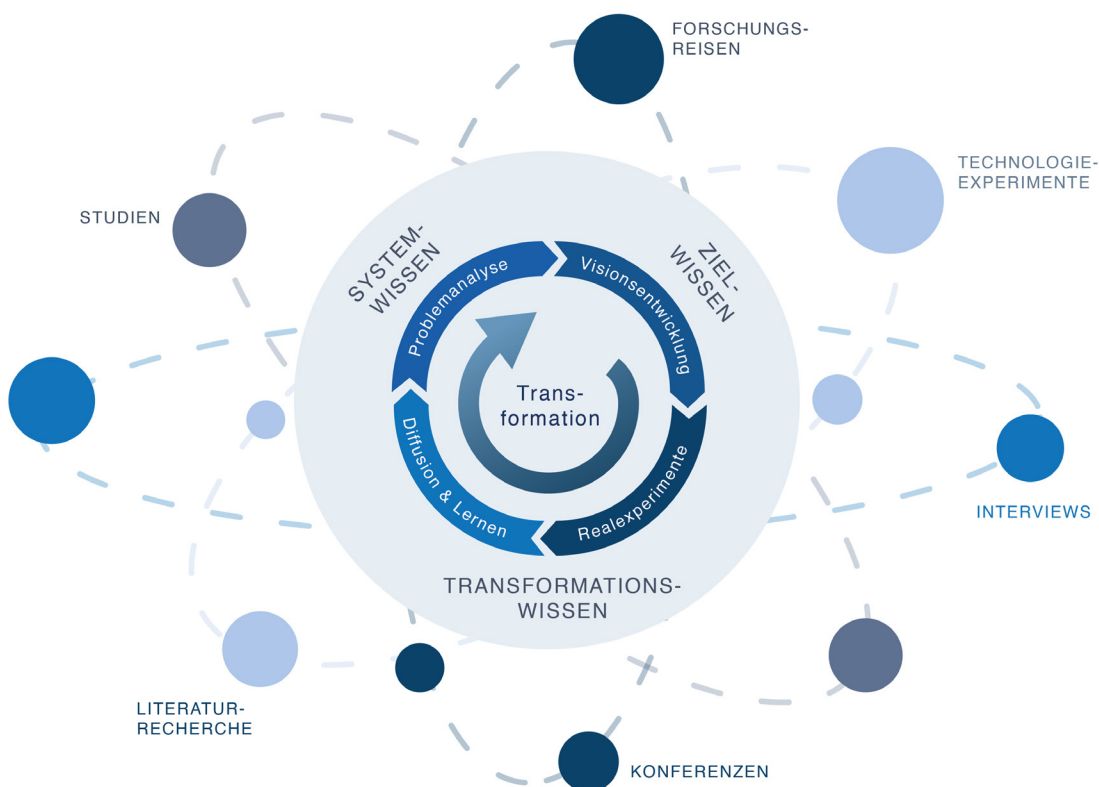 FORSCHUNGS-
REISEN
TECHNOLOGIE-
EXPERIMENTE
STUDIEN
SYSTEM-
WISSEN
ZIEL-
WISSEN
Problemanalyse
Visionsentwicklung
Trans-
formation
Diffusion & Lernen
Realexperimente
INTERVIEWS
TRANSFORMATIONS-
WISSEN
LITERATUR-
RECHERCHE
KONFERENZEN